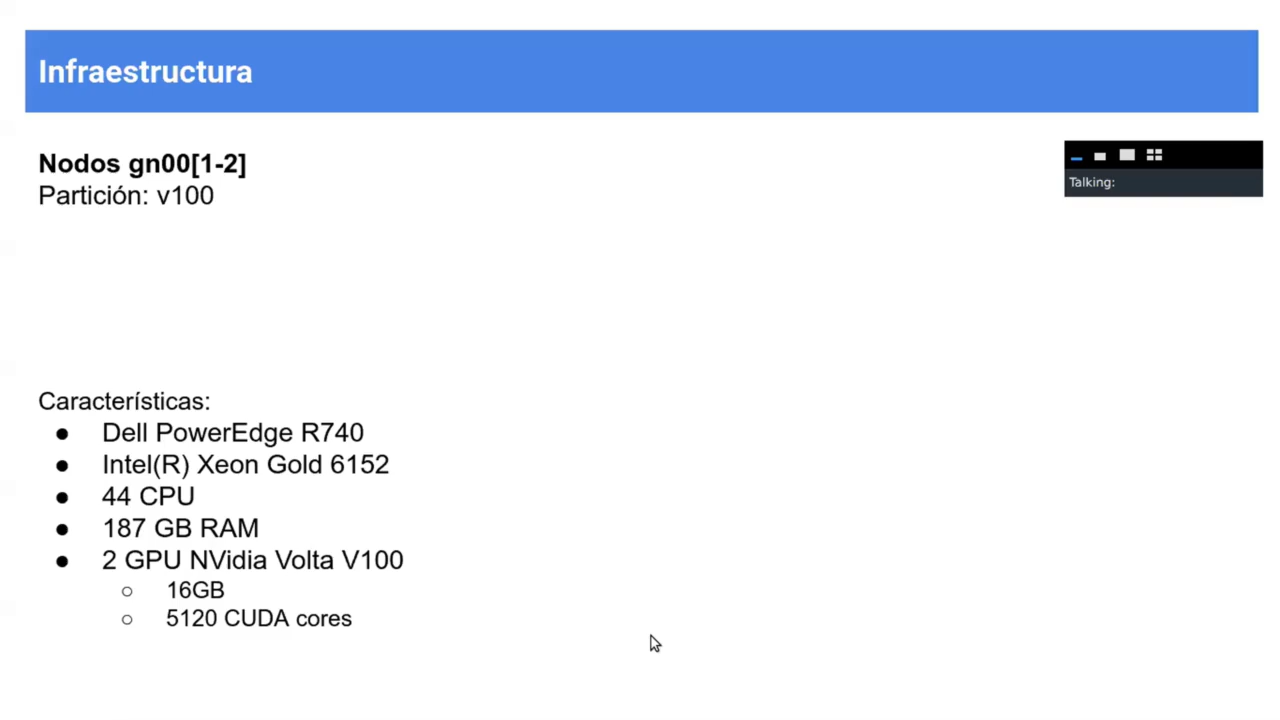 Infraestructura
Nodos gn00[1-2]
Partición: v100
Talking:
Características:
● Dell PowerEdge R740
● Intel(R) Xeon Gold 6152
● 44 CPU
● 187 GB RAM
● 2 GPU NVidia Volta V100
○ 16GB
○ 5120 CUDA cores